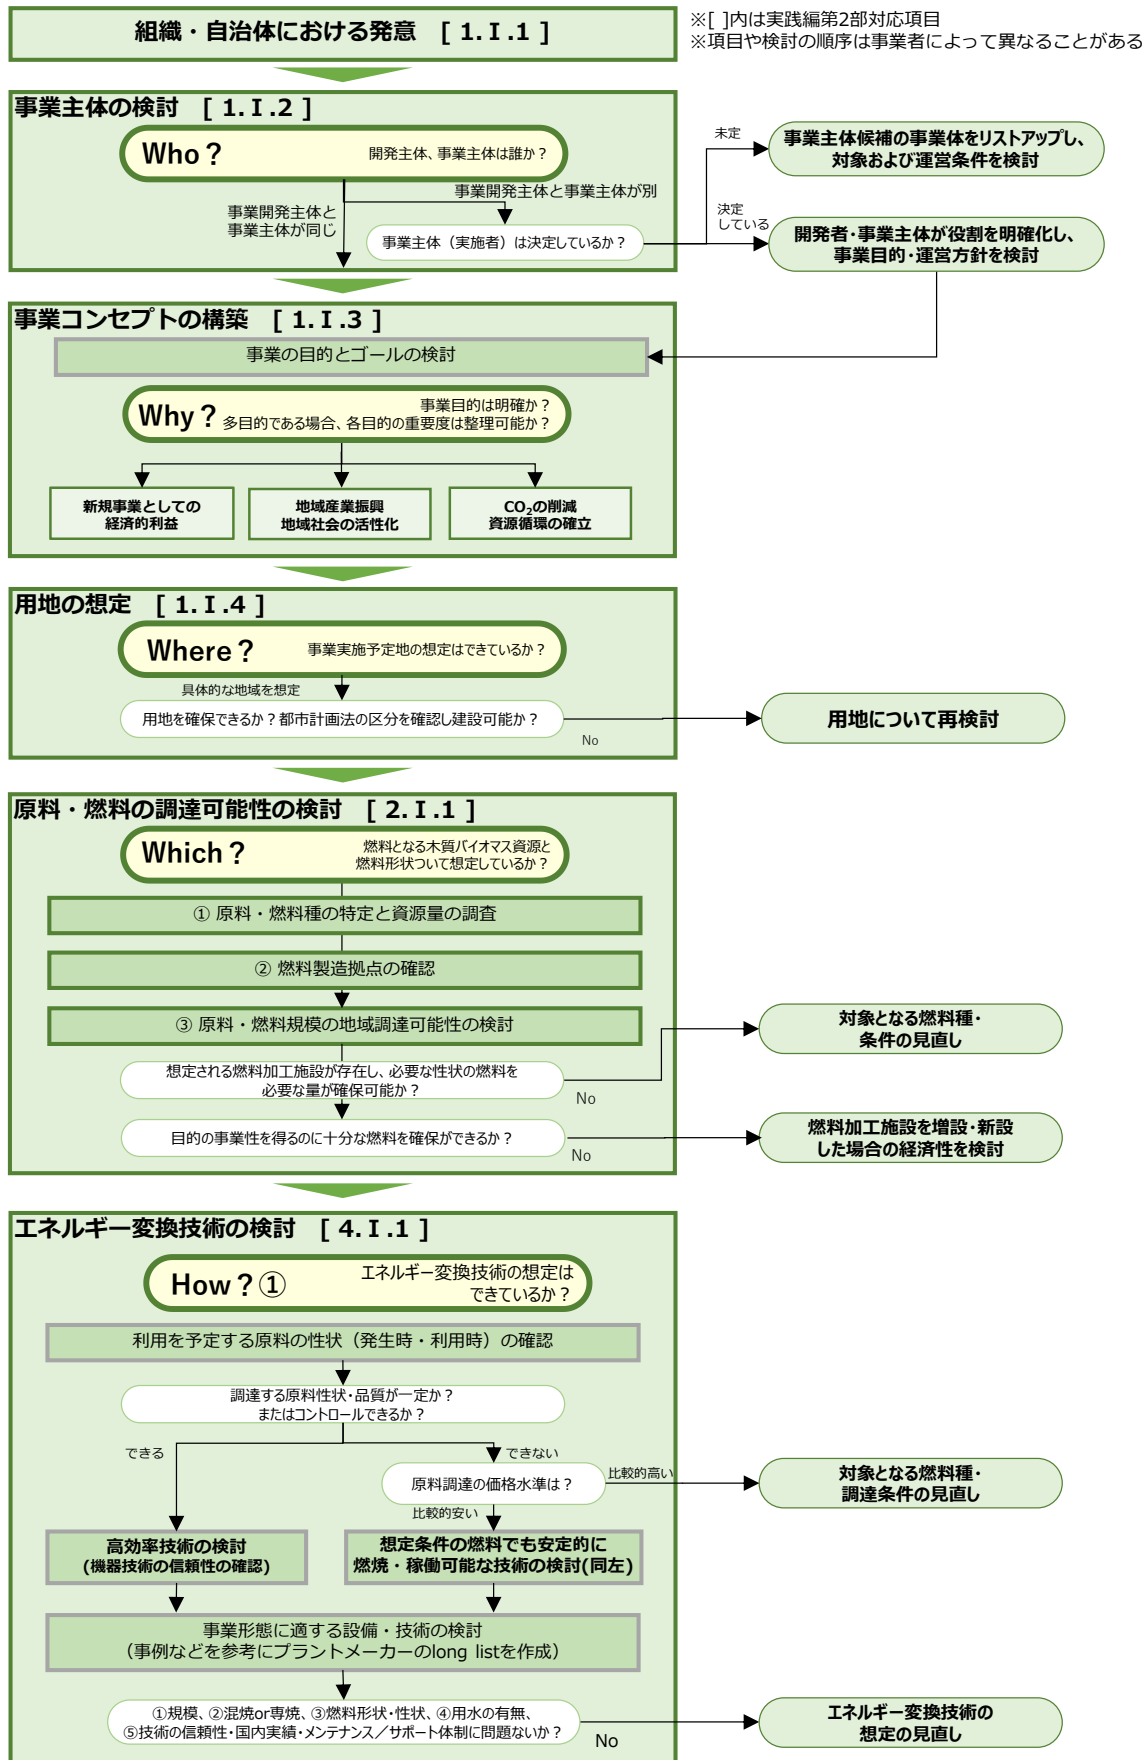 組織・自治体における発意 [ 1.Ⅰ.1 ]
※[ ]内は実践編第2部対応項目
※項目や検討の順序は事業者によって異なることがある
事業主体の検討 [ 1.Ⅰ.2 ]
Who？
開発主体、事業主体は誰か？
事業開発主体と
事業主体が同じ
事業開発主体と事業主体が別
事業主体（実施者）は決定しているか？
未定
事業主体候補の事業体をリストアップし、
対象および運営条件を検討
決定
している
開発者・事業主体が役割を明確化し、
事業目的・運営方針を検討
事業コンセプトの構築 [ 1.Ⅰ.3 ]
事業の目的とゴールの検討
Why？
事業目的は明確か？
多目的である場合、各目的の重要度は整理可能か？
新規事業としての
経済的利益
地域産業振興
地域社会の活性化
CO₂の削減
資源循環の確立
用地の想定 [ 1.Ⅰ.4 ]
Where？
事業実施予定地の想定はできているか？
具体的な地域を想定
用地を確保できるか？都市計画法の区分を確認し建設可能か？
No
用地について再検討
原料・燃料の調達可能性の検討 [ 2.Ⅰ.1 ]
Which？
燃料となる木質バイオマス資源と
燃料形状ついて想定しているか？
① 原料・燃料種の特定と資源量の調査
② 燃料製造拠点の確認
③ 原料・燃料規模の地域調達可能性の検討
想定される燃料加工施設が存在し、必要な性状の燃料を
必要な量が確保可能か？
No
対象となる燃料種・
条件の見直し
目的の事業性を得るのに十分な燃料を確保ができるか？
No
燃料加工施設を増設・新設
した場合の経済性を検討
エネルギー変換技術の検討 [ 4.Ⅰ.1 ]
How？①
エネルギー変換技術の想定は
できているか？
利用を予定する原料の性状（発生時・利用時）の確認
調達する原料性状・品質が一定か？
またはコントロールできるか？
できる
できない
原料調達の価格水準は？
比較的高い
対象となる燃料種・
調達条件の見直し
比較的安い
高効率技術の検討
(機器技術の信頼性の確認)
想定条件の燃料でも安定的に
燃焼・稼働可能な技術の検討(同左)
事業形態に適する設備・技術の検討
（事例などを参考にプラントメーカーのlong listを作成）
①規模、②混焼or専焼、③燃料形状・性状、④用水の有無、
⑤技術の信頼性・国内実績・メンテナンス／サポート体制に問題ないか？
No
エネルギー変換技術の
想定の見直し